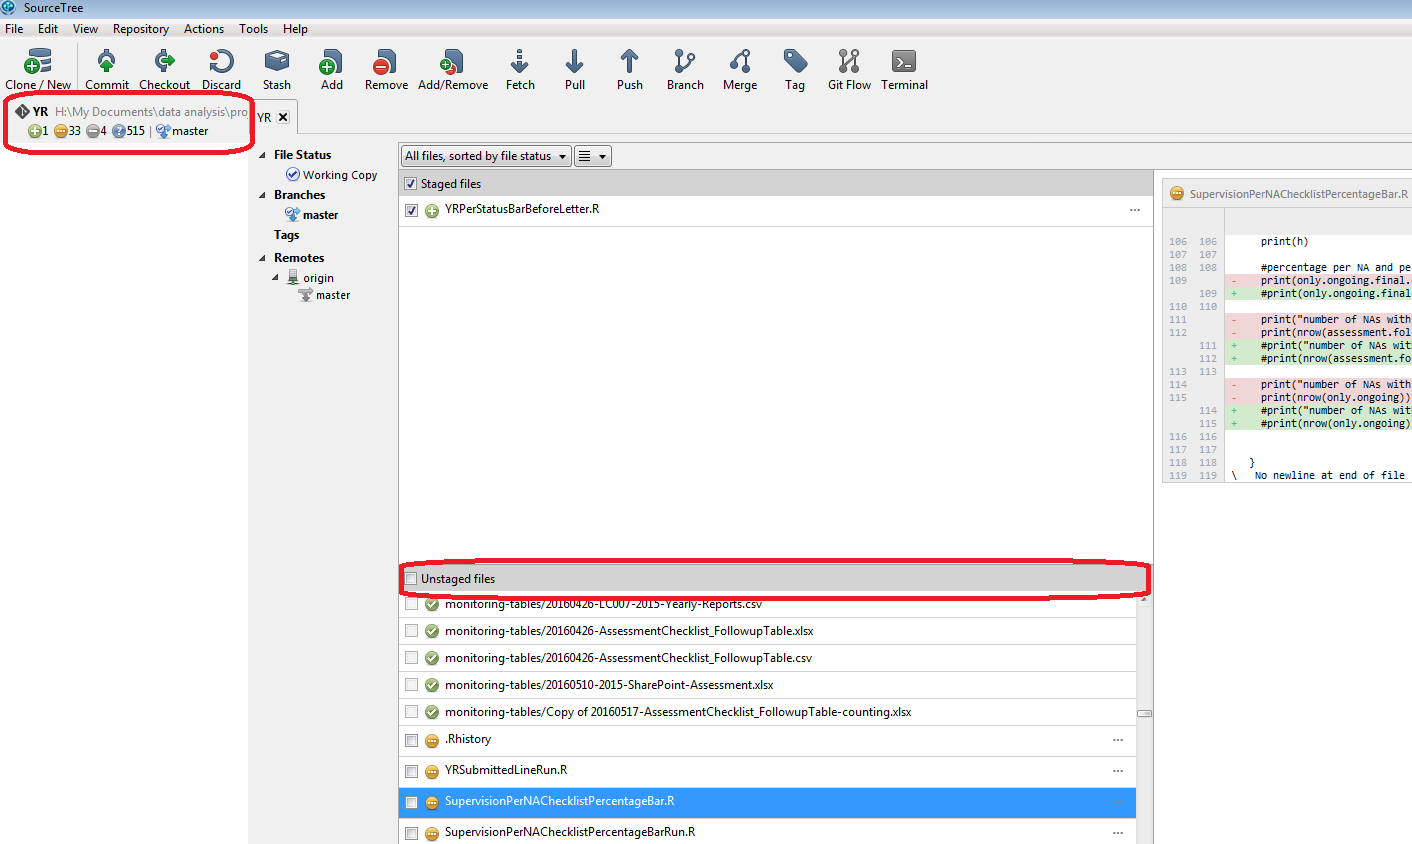 SourceTree
File Edit View Repository Actions Tools Help
Clone / New Commit Checkout Discard Stash Add Remove Add/Remove Fetch Pull Push Branch Merge Tag Git Flow Terminal
YR H:\My Documents\data analysis\pro
1 33 4 515 | master
YR
File Status
Working Copy
Branches
master
Tags
Remotes
origin
master
All files, sorted by file status
Staged files
YRPerStatusBarBeforeLetter.R ...
Unstaged files
monitoring-tables/20160426-LC007-2015-Yearly-Reports.csv
monitoring-tables/20160426-AssessmentChecklist_FollowupTable.xlsx
monitoring-tables/20160426-AssessmentChecklist_FollowupTable.csv
monitoring-tables/20160510-2015-SharePoint-Assessment.xlsx
monitoring-tables/Copy of 20160517-AssessmentChecklist_FollowupTable-counting.xlsx
.Rhistory ...
YRSubmittedLineRun.R ...
SupervisionPerNAChecklistPercentageBar.R ...
SupervisionPerNAChecklistPercentageBarRun.R ...
SupervisionPerNAChecklistPercentageBar.R
106 106 print(h)
107 107
108 108 #percentage per NA and pe
109 - print(only.ongoing.final.
109 + #print(only.ongoing.final
110 110
111 - print("number of NAs with
112 - print(nrow(assessment.fol
111 + #print("number of NAs wit
112 + #print(nrow(assessment.fo
113 113
114 - print("number of NAs with
115 - print(nrow(only.ongoing))
114 + #print("number of NAs wit
115 + #print(nrow(only.ongoing)
116 116
117 117
118 118 }
119 119 \ No newline at end of file